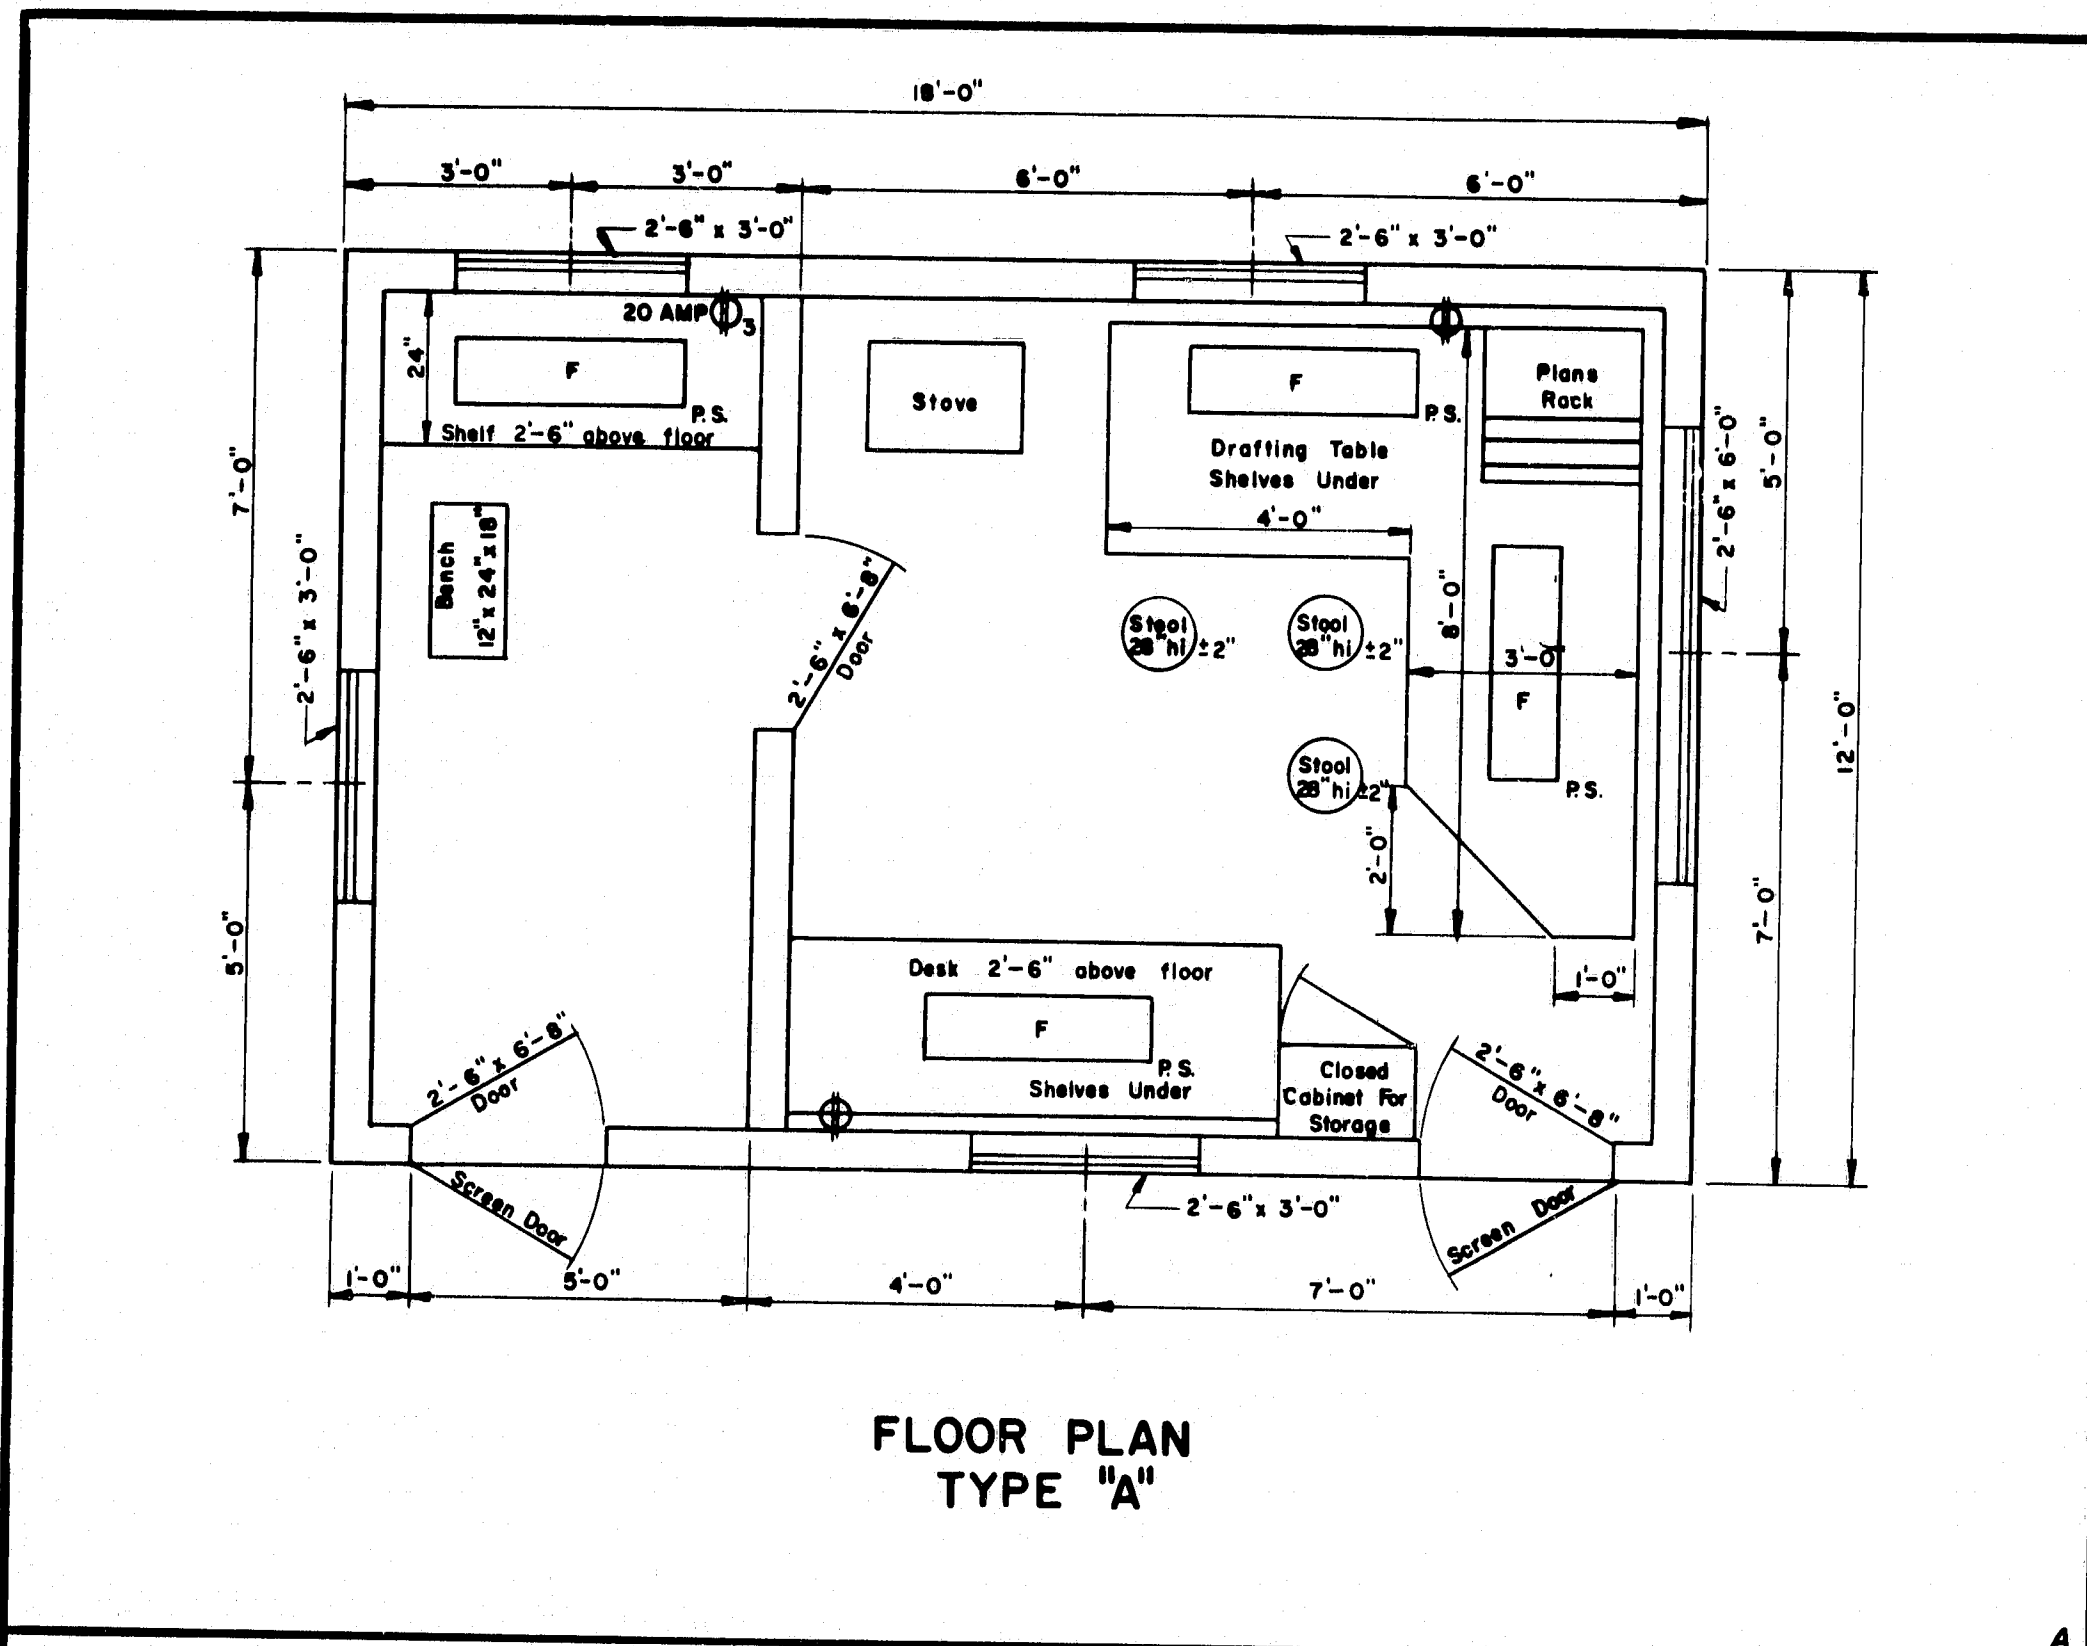 18'-0"
3'-0"
3'-0"
6'-0"
6'-0"
2'-6" x 3'-0"
2'-6" x 3'-0"
20 AMP
3
24"
F
P.S.
Shelf 2'-6" above floor
Stove
F
P.S.
Drafting Table
Shelves Under
4'-0"
Plans
Rack
2'-6" x 6'-0"
5'-0"
7'-0"
12'-0"
7'-0"
5'-0"
2'-6" x 3'-0"
Bench
12" x 24" x 18"
2'-6" x 6'-8"
Door
Stool
28" hi ±2"
Stool
28" hi ±2"
Stool
28" hi ±2"
8'-0"
3'-0"
F
P.S.
2'-0"
1'-0"
Desk 2'-6" above floor
F
P.S.
Shelves Under
Closed
Cabinet For
Storage
2'-6" x 6'-8"
Door
Screen Door
2'-6" x 6'-8"
Door
Screen Door
2'-6" x 3'-0"
1'-0"
5'-0"
4'-0"
7'-0"
1'-0"
FLOOR PLAN
TYPE "A"
A